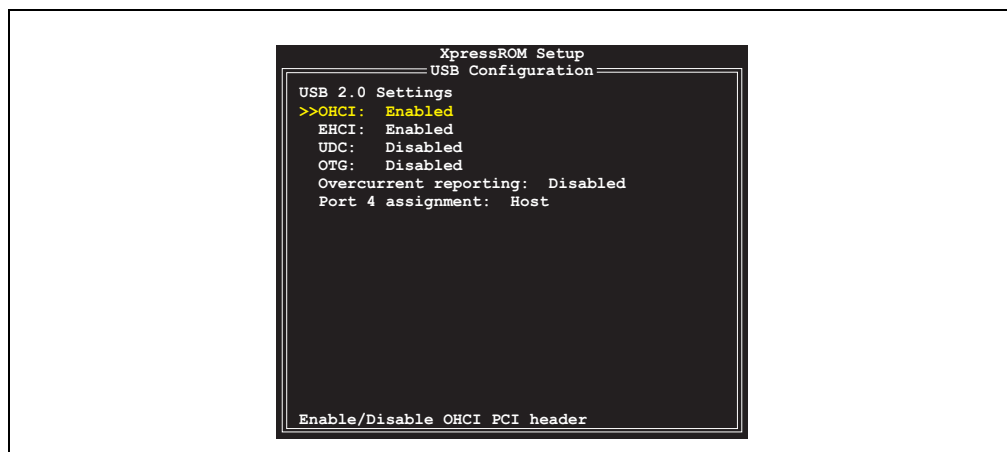 XpressROM Setup
USB Configuration
USB 2.0 Settings
>>OHCI: Enabled
EHCI: Enabled
UDC: Disabled
OTG: Disabled
Overcurrent reporting: Disabled
Port 4 assignment: Host
Enable/Disable OHCI PCI header